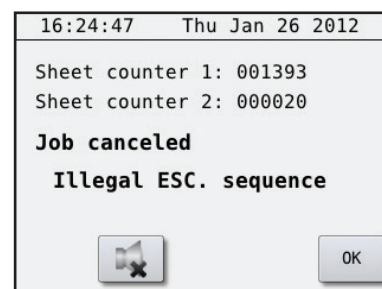 16:24:47 Thu Jan 26 2012
Sheet counter 1: 001393
Sheet counter 2: 000020
Job canceled
Illegal ESC. sequence
OK